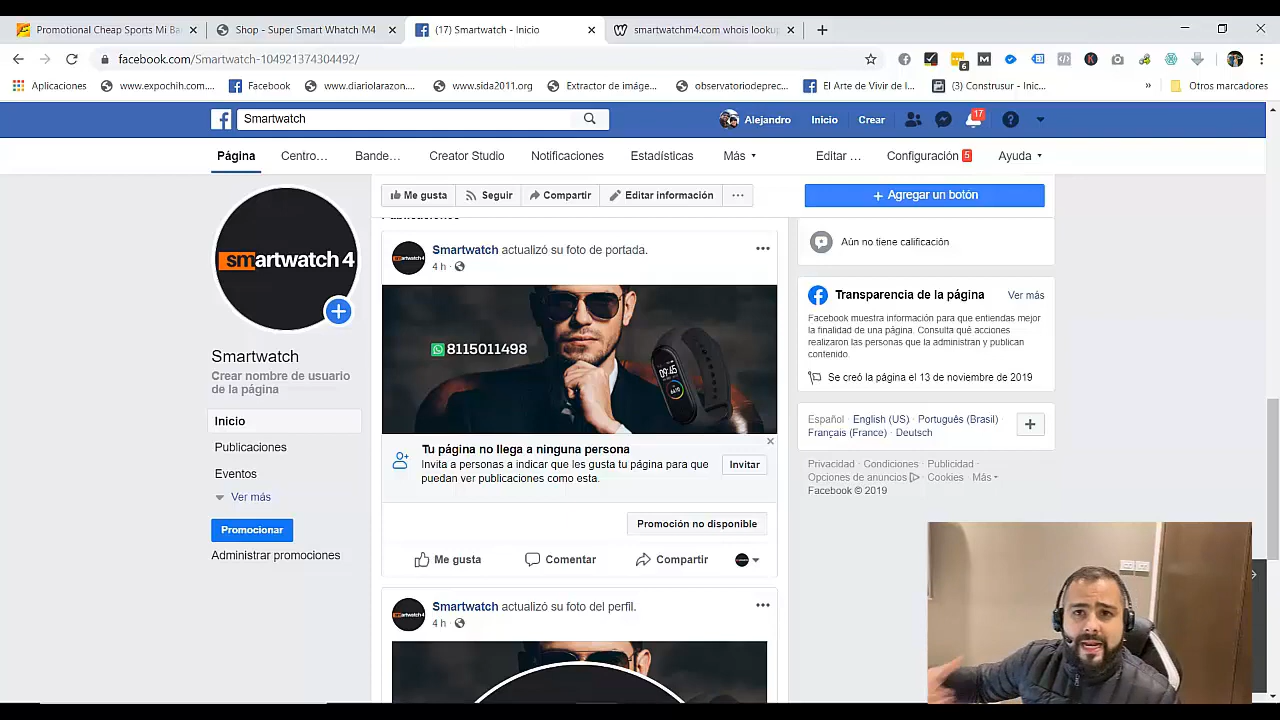 Promotional Cheap Sports Mi Ba
Shop - Super Smart Whatch M4
(17) Smartwatch - Inicio
smartwatchm4.com whois lookup
facebook.com/Smartwatch-104921374304492/
6
Aplicaciones
www.expochih.com...
Facebook
www.diariolarazon....
www.sida2011.org
Extractor de imáge...
observatoriodeprec...
El Arte de Vivir de l...
(3) Construsur - Inic...
»
Otros marcadores
Smartwatch
Alejandro
Inicio
Crear
17
Página
Centro...
Bande...
Creator Studio
Notificaciones
Estadísticas
Más
Editar ...
Configuración 5
Ayuda
Me gusta
Seguir
Compartir
Editar información
...
+ Agregar un botón
Publicaciones
smartwatch 4
Smartwatch
Crear nombre de usuario
de la página
Inicio
Publicaciones
Eventos
Ver más
Promocionar
Administrar promociones
Smartwatch actualizó su foto de portada.
4 h ·
8115011498
09:45
Tu página no llega a ninguna persona
Invita a personas a indicar que les gusta tu página para que
puedan ver publicaciones como esta.
Invitar
Promoción no disponible
Me gusta
Comentar
Compartir
Smartwatch actualizó su foto del perfil.
4 h ·
Aún no tiene calificación
Transparencia de la página
Ver más
Facebook muestra información para que entiendas mejor
la finalidad de una página. Consulta qué acciones
realizaron las personas que la administran y publican
contenido.
Se creó la página el 13 de noviembre de 2019
Español · English (US) · Português (Brasil) ·
Français (France) · Deutsch
Privacidad · Condiciones · Publicidad ·
Opciones de anuncios · Cookies · Más
Facebook © 2019